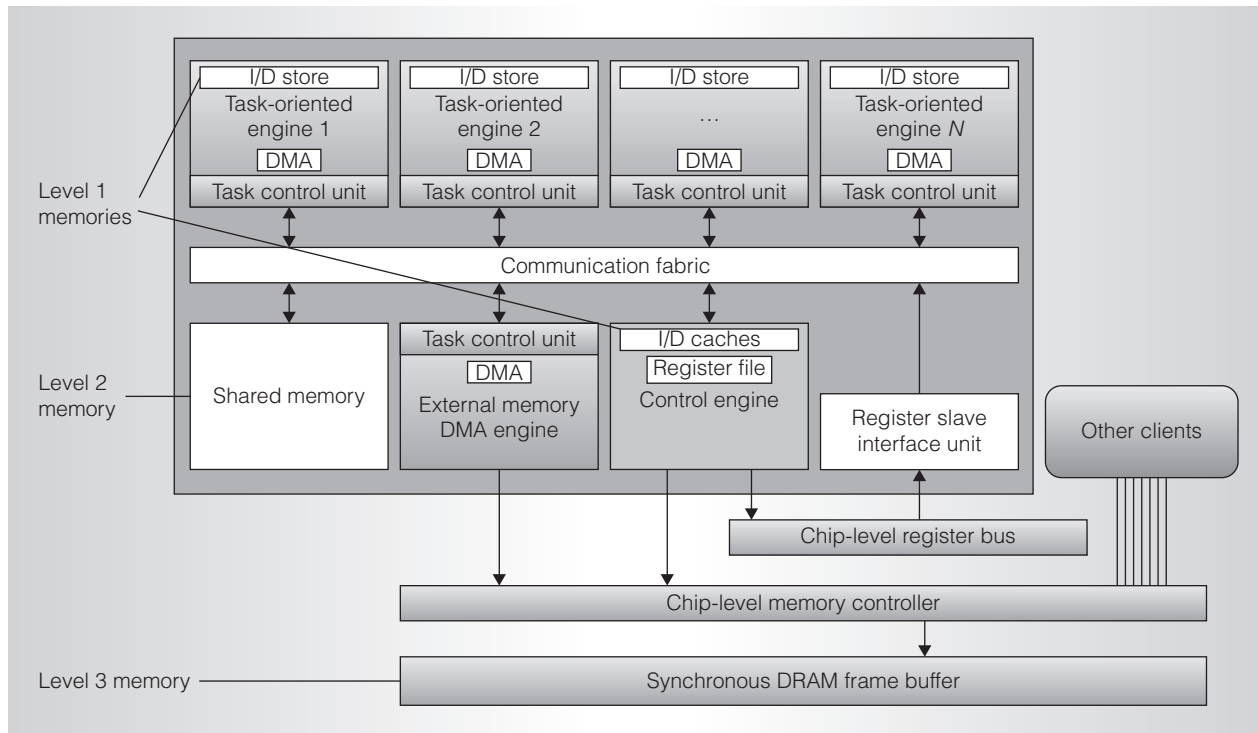 I/D store
Task-oriented
engine 1
DMA
Task control unit
I/D store
Task-oriented
engine 2
DMA
Task control unit
I/D store
...
DMA
Task control unit
I/D store
Task-oriented
engine N
DMA
Task control unit
Level 1
memories
Communication fabric
Level 2
memory
Shared memory
Task control unit
DMA
External memory
DMA engine
I/D caches
Register file
Control engine
Register slave
interface unit
Other clients
Chip-level register bus
Chip-level memory controller
Level 3 memory
Synchronous DRAM frame buffer